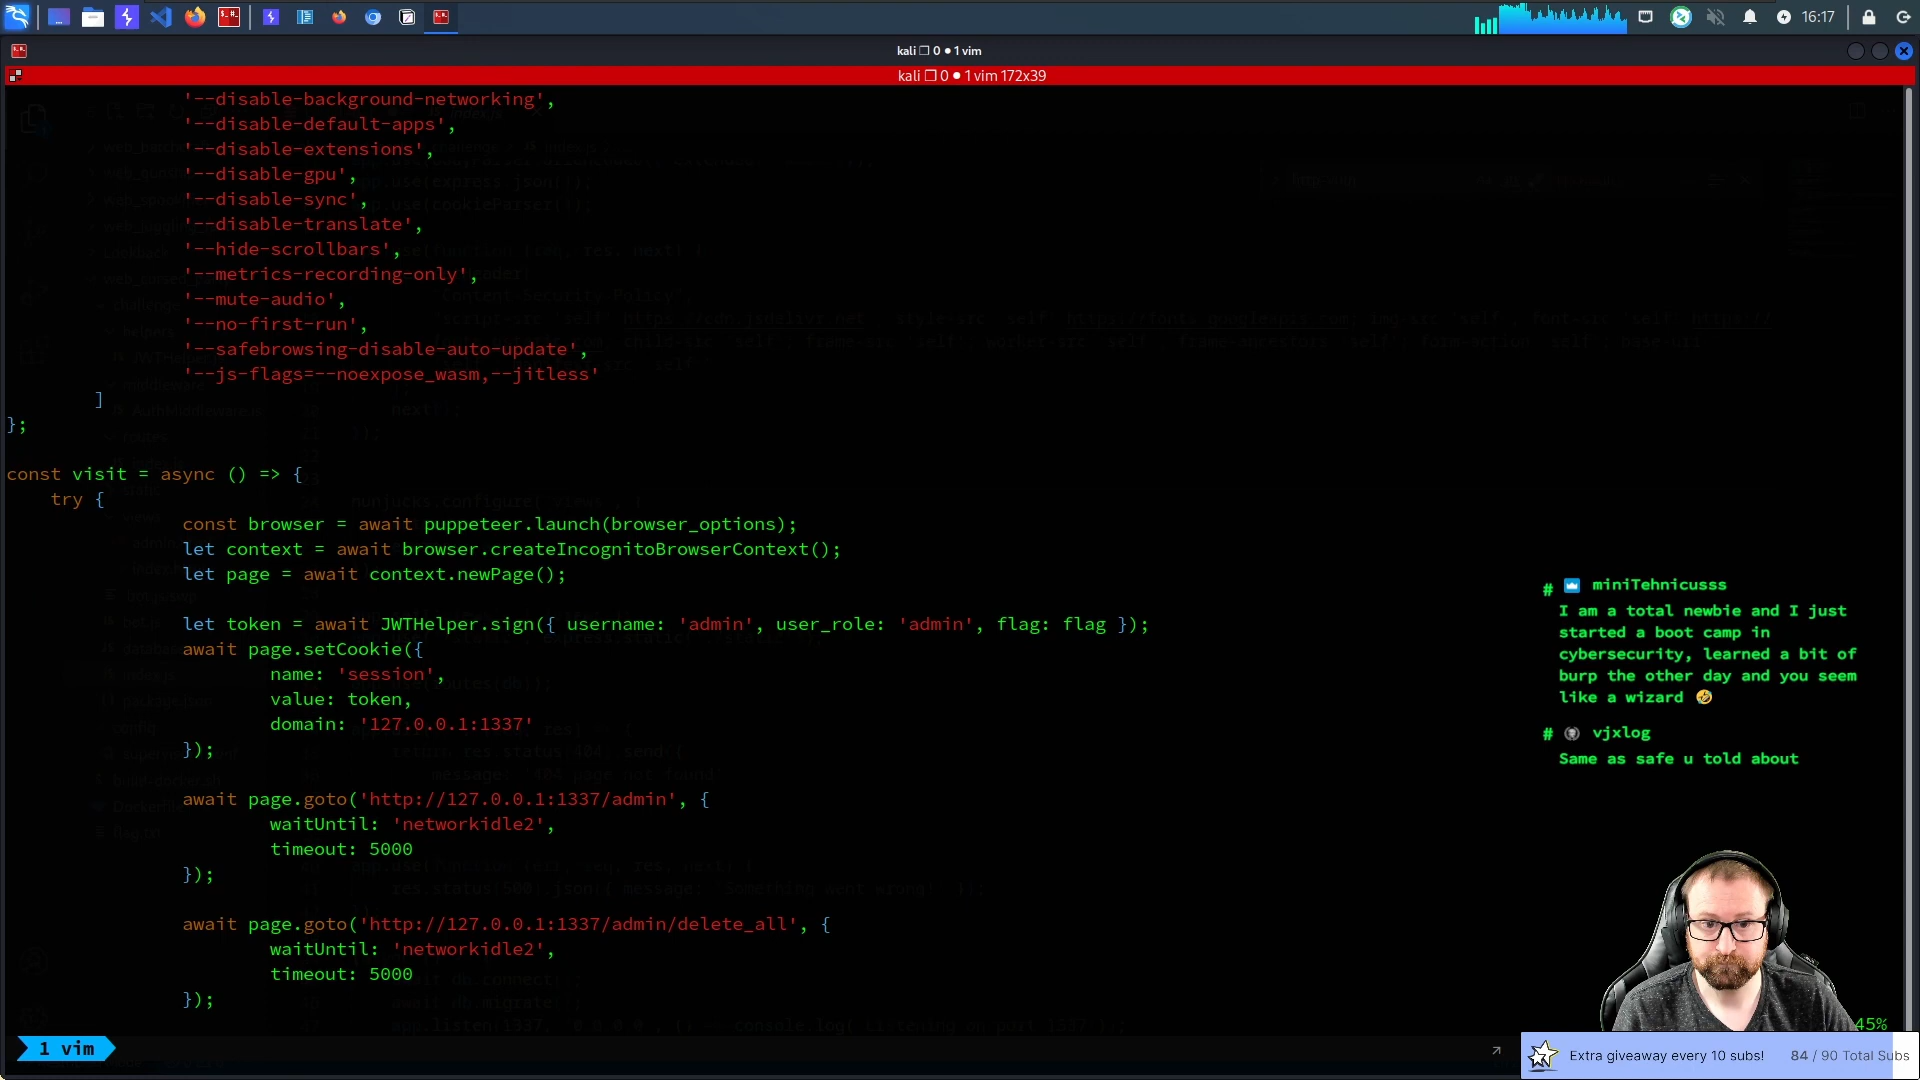 16:17
kali ❐ 0 ● 1 vim
kali ❐ 0 ● 1 vim 172x39
'--disable-background-networking',
'--disable-default-apps',
'--disable-extensions',
'--disable-gpu',
'--disable-sync',
'--disable-translate',
'--hide-scrollbars',
'--metrics-recording-only',
'--mute-audio',
'--no-first-run',
'--safebrowsing-disable-auto-update',
'--js-flags=--noexpose_wasm,--jitless'
]
};
const visit = async () => {
try {
const browser = await puppeteer.launch(browser_options);
let context = await browser.createIncognitoBrowserContext();
let page = await context.newPage();
let token = await JWTHelper.sign({ username: 'admin', user_role: 'admin', flag: flag });
await page.setCookie({
name: 'session',
value: token,
domain: '127.0.0.1:1337'
});
await page.goto('http://127.0.0.1:1337/admin', {
waitUntil: 'networkidle2',
timeout: 5000
});
await page.goto('http://127.0.0.1:1337/admin/delete_all', {
waitUntil: 'networkidle2',
timeout: 5000
});
# miniTehnicusss
I am a total newbie and I just
started a boot camp in
cybersecurity, learned a bit of
burp the other day and you seem
like a wizard 🤣
# vjxlog
Same as safe u told about
45%
1 vim
Extra giveaway every 10 subs! 84 / 90 Total Subs